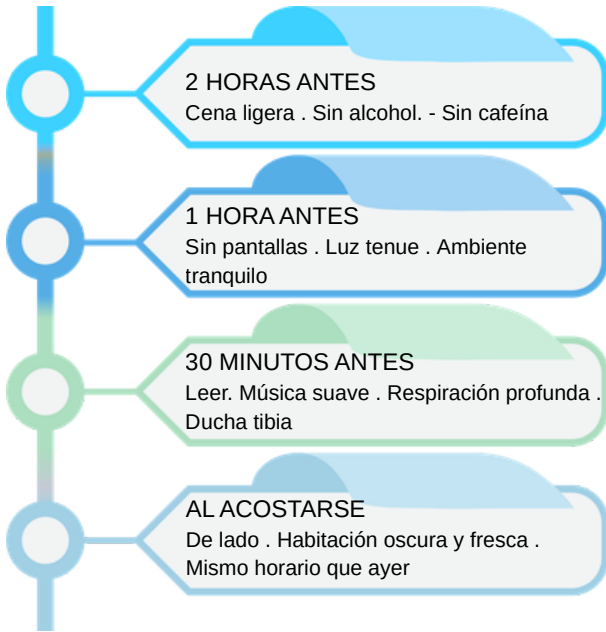 2 HORAS ANTES
Cena ligera . Sin alcohol. - Sin cafeína
1 HORA ANTES
Sin pantallas . Luz tenue . Ambiente
tranquilo
30 MINUTOS ANTES
Leer. Música suave . Respiración profunda .
Ducha tibia
AL ACOSTARSE
De lado . Habitación oscura y fresca .
Mismo horario que ayer